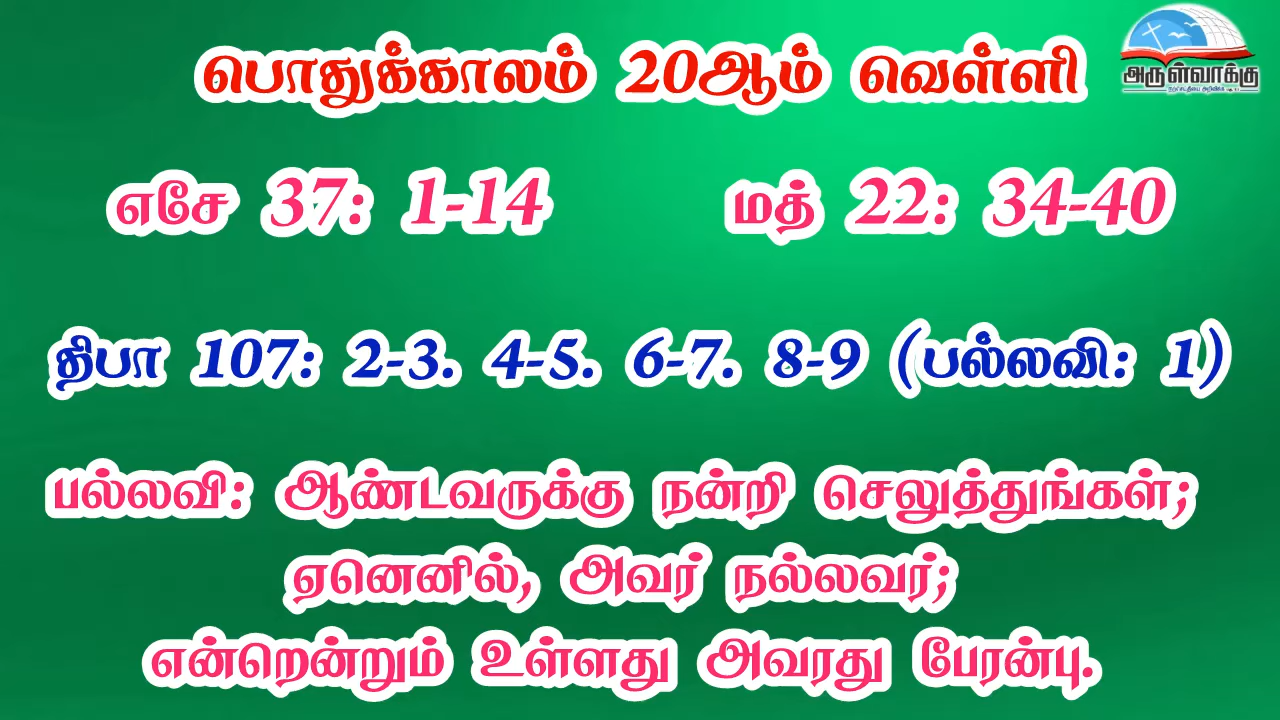 பொதுக்காலம் 20ஆம் வெள்ளி
அருள்வாக்கு
எசே 37: 1-14 மத் 22: 34-40
திபா 107: 2-3. 4-5. 6-7. 8-9 (பல்லவி: 1)
பல்லவி: ஆண்டவருக்கு நன்றி செலுத்துங்கள்;
ஏனெனில், அவர் நல்லவர்;
என்றென்றும் உள்ளது அவரது பேரன்பு.